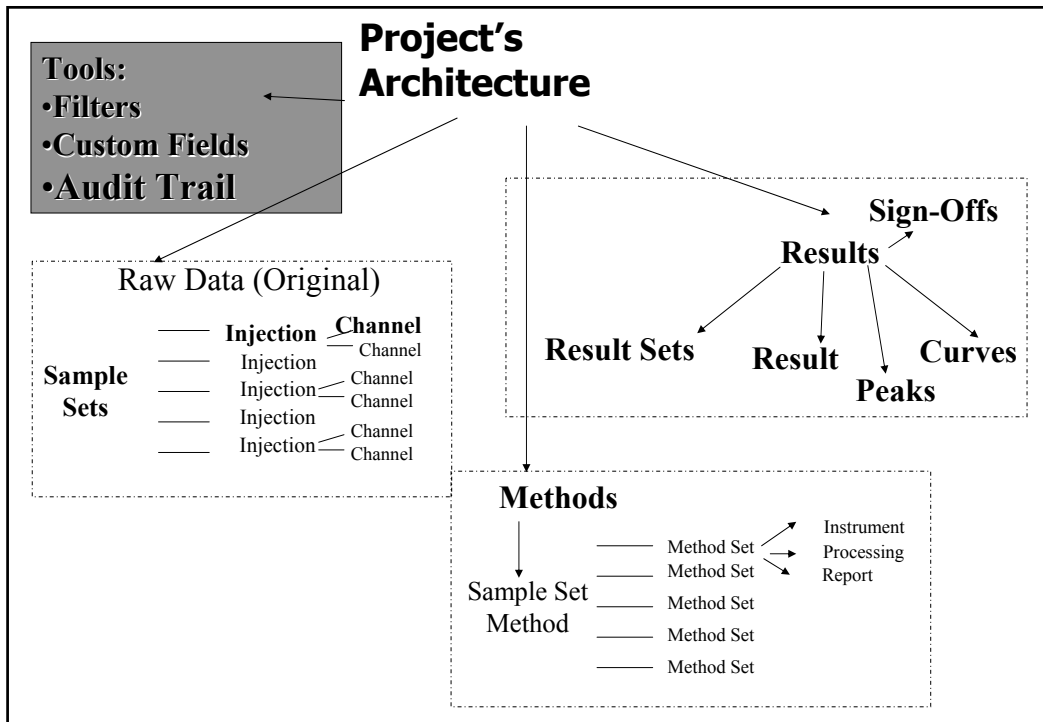 Project's
Architecture
Tools:
•Filters
•Custom Fields
•Audit Trail
Raw Data (Original)
Sample
Sets
Injection
Channel
Channel
Injection
Injection
Channel
Channel
Injection
Injection
Channel
Channel
Sign-Offs
Results
Result Sets
Result
Peaks
Curves
Methods
Sample Set
Method
Method Set
Method Set
Method Set
Method Set
Method Set
Instrument
Processing
Report